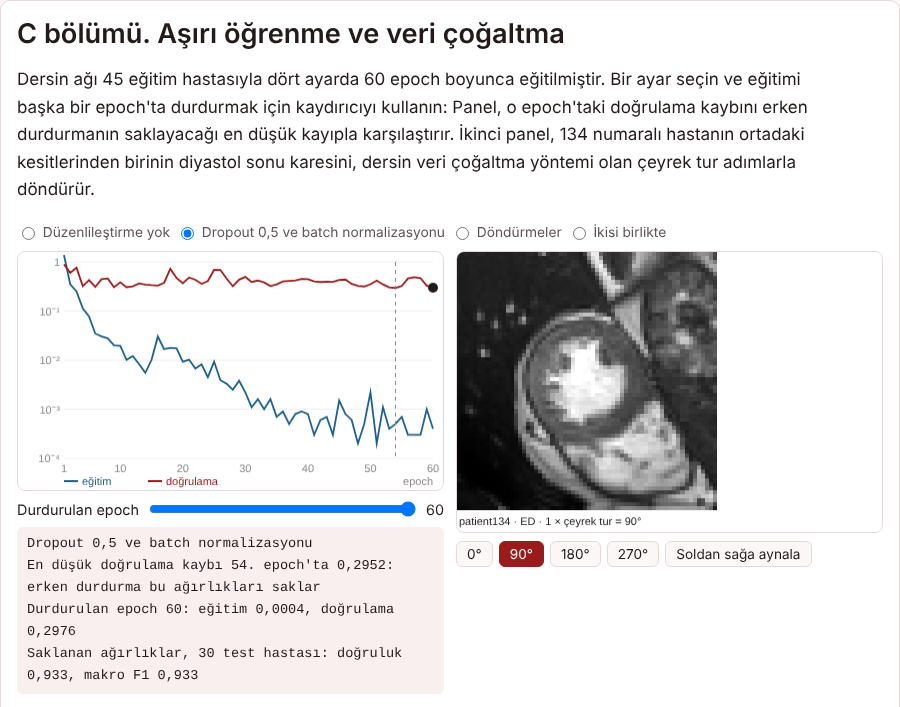 C bölümü. Aşırı öğrenme ve veri çoğaltma
Dersin ağı 45 eğitim hastasıyla dört ayarda 60 epoch boyunca eğitilmiştir. Bir ayar seçin ve eğitimi
başka bir epoch'ta durdurmak için kaydırıcıyı kullanın: Panel, o epoch'taki doğrulama kaybını erken
durdurmanın saklayacağı en düşük kayıpla karşılaştırır. İkinci panel, 134 numaralı hastanın ortadaki
kesitlerinden birinin diyastol sonu karesini, dersin veri çoğaltma yöntemi olan çeyrek tur adımlarla
döndürür.
Düzenlileştirme yok Dropout 0,5 ve batch normalizasyonu Döndürmeler İkisi birlikte
1
10⁻¹
10⁻²
10⁻³
10⁻⁴
1 10 20 30 40 50 60
eğitim doğrulama epoch
Durdurulan epoch 60
Dropout 0,5 ve batch normalizasyonu
En düşük doğrulama kaybı 54. epoch'ta 0,2952:
erken durdurma bu ağırlıkları saklar
Durdurulan epoch 60: eğitim 0,0004, doğrulama
0,2976
Saklanan ağırlıklar, 30 test hastası: doğruluk
0,933, makro F1 0,933
patient134 · ED · 1 × çeyrek tur = 90°
0° 90° 180° 270° Soldan sağa aynala